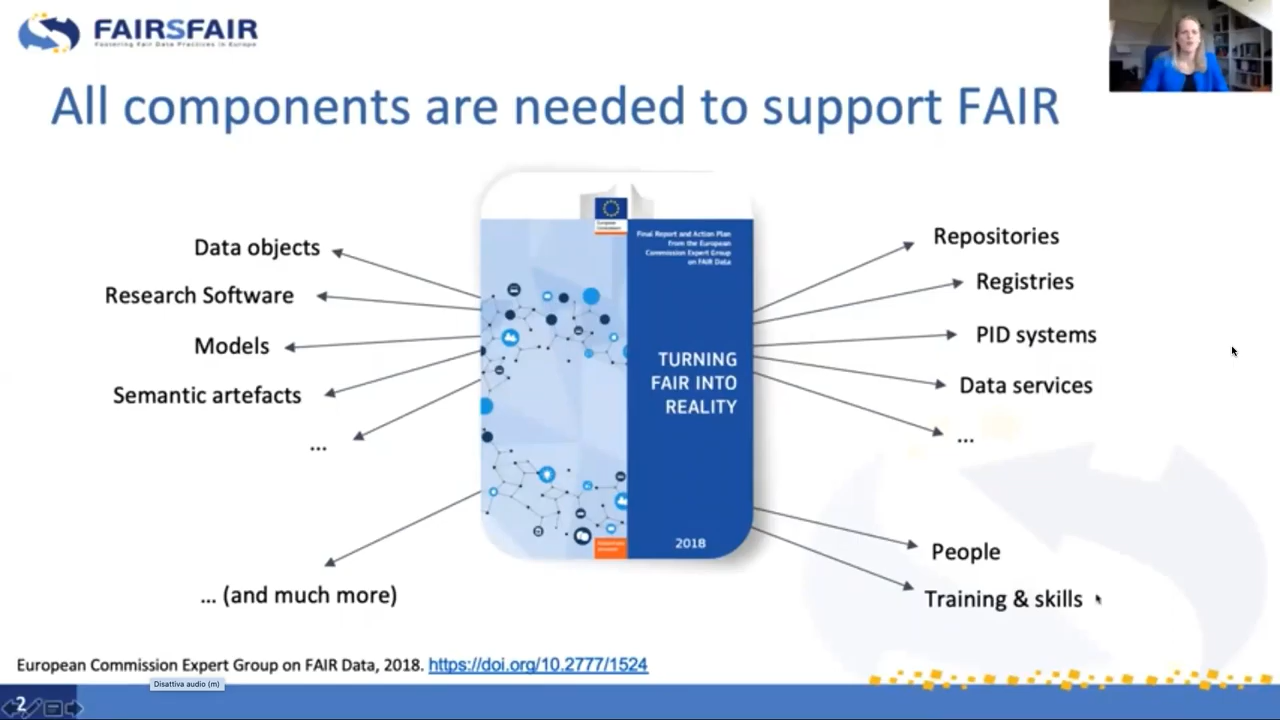 FAIRSFAIR
Fostering Fair Data Practices in Europe
All components are needed to support FAIR
Data objects
Research Software
Models
Semantic artefacts
...
... (and much more)
Final Report and Action Plan
from the European
Commission Expert Group
on FAIR Data
TURNING
FAIR INTO
REALITY
2018
Repositories
Registries
PID systems
Data services
...
People
Training & skills
European Commission Expert Group on FAIR Data, 2018. https://doi.org/10.2777/1524
Disattiva audio (m)
2